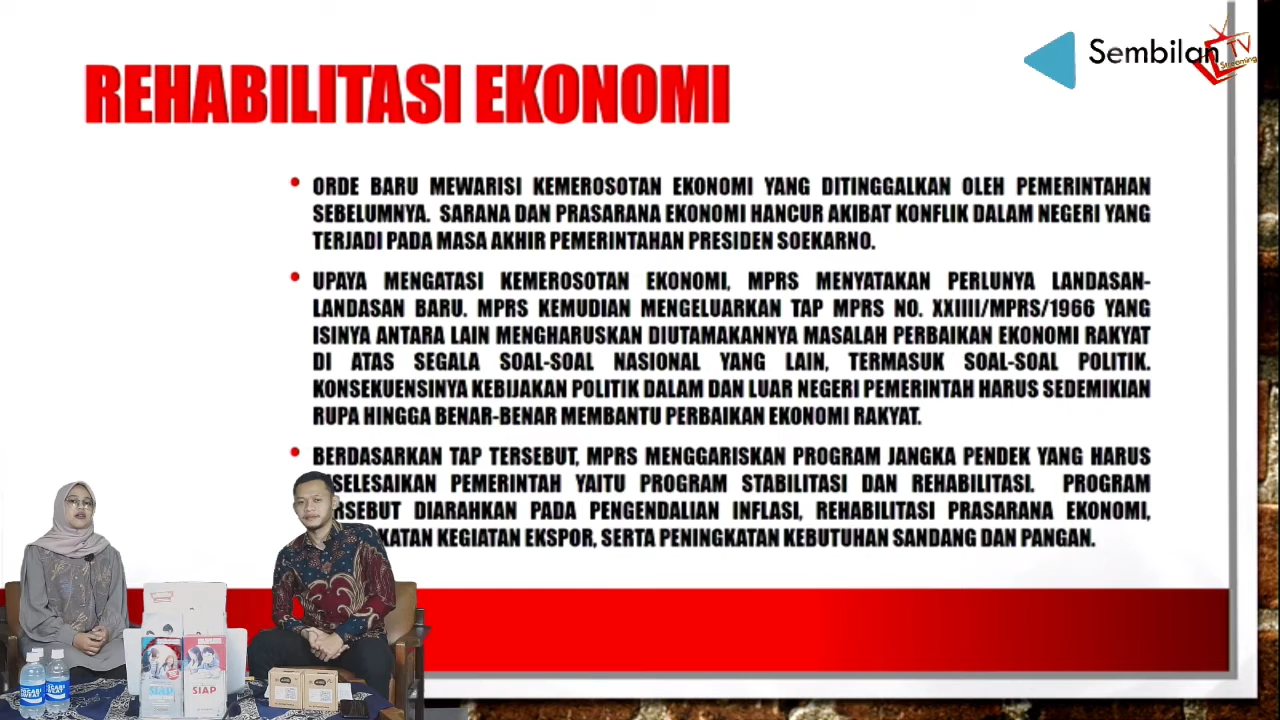 Sembilan
TV
Streaming
REHABILITASI EKONOMI
• ORDE BARU MEWARISI KEMEROSOTAN EKONOMI YANG DITINGGALKAN OLEH PEMERINTAHAN
SEBELUMNYA. SARANA DAN PRASARANA EKONOMI HANCUR AKIBAT KONFLIK DALAM NEGERI YANG
TERJADI PADA MASA AKHIR PEMERINTAHAN PRESIDEN SOEKARNO.
• UPAYA MENGATASI KEMEROSOTAN EKONOMI, MPRS MENYATAKAN PERLUNYA LANDASAN-
LANDASAN BARU. MPRS KEMUDIAN MENGELUARKAN TAP MPRS NO. XXIIII/MPRS/1966 YANG
ISINYA ANTARA LAIN MENGHARUSKAN DIUTAMAKANNYA MASALAH PERBAIKAN EKONOMI RAKYAT
DI ATAS SEGALA SOAL-SOAL NASIONAL YANG LAIN, TERMASUK SOAL-SOAL POLITIK.
KONSEKUENSINYA KEBIJAKAN POLITIK DALAM DAN LUAR NEGERI PEMERINTAH HARUS SEDEMIKIAN
RUPA HINGGA BENAR-BENAR MEMBANTU PERBAIKAN EKONOMI RAKYAT.
• BERDASARKAN TAP TERSEBUT, MPRS MENGGARISKAN PROGRAM JANGKA PENDEK YANG HARUS
SELESAIKAN PEMERINTAH YAITU PROGRAM STABILITASI DAN REHABILITASI. PROGRAM
RSEBUT DIARAHKAN PADA PENGENDALIAN INFLASI, REHABILITASI PRASARANA EKONOMI,
KATAN KEGIATAN EKSPOR, SERTA PENINGKATAN KEBUTUHAN SANDANG DAN PANGAN.
SIAP
SIAP